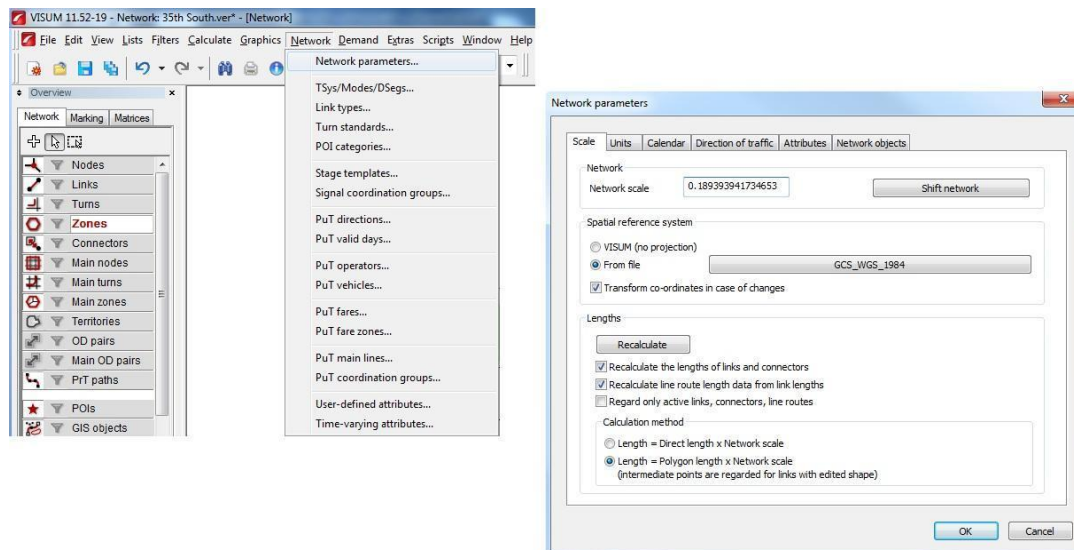 VISUM 11.52-19 - Network: 35th South.ver* - [Network]
File Edit View Lists Filters Calculate Graphics Network Demand Extras Scripts Window Help
Network parameters...
TSys/Modes/DSegs...
Link types...
Turn standards...
POI categories...
Stage templates...
Signal coordination groups...
PuT directions...
PuT valid days...
PuT operators...
PuT vehicles...
PuT fares...
PuT fare zones...
PuT main lines...
PuT coordination groups...
User-defined attributes...
Time-varying attributes...
Overview
Network Marking Matrices
Nodes
Links
Turns
Zones
Connectors
Main nodes
Main turns
Main zones
Territories
OD pairs
Main OD pairs
PrT paths
POIs
GIS objects
Network parameters
Scale Units Calendar Direction of traffic Attributes Network objects
Network
Network scale 0.189393941734653 Shift network
Spatial reference system
VISUM (no projection)
From file GCS_WGS_1984
Transform co-ordinates in case of changes
Lengths
Recalculate
Recalculate the lengths of links and connectors
Recalculate line route length data from link lengths
Regard only active links, connectors, line routes
Calculation method
Length = Direct length x Network scale
Length = Polygon length x Network scale
(intermediate points are regarded for links with edited shape)
OK Cancel